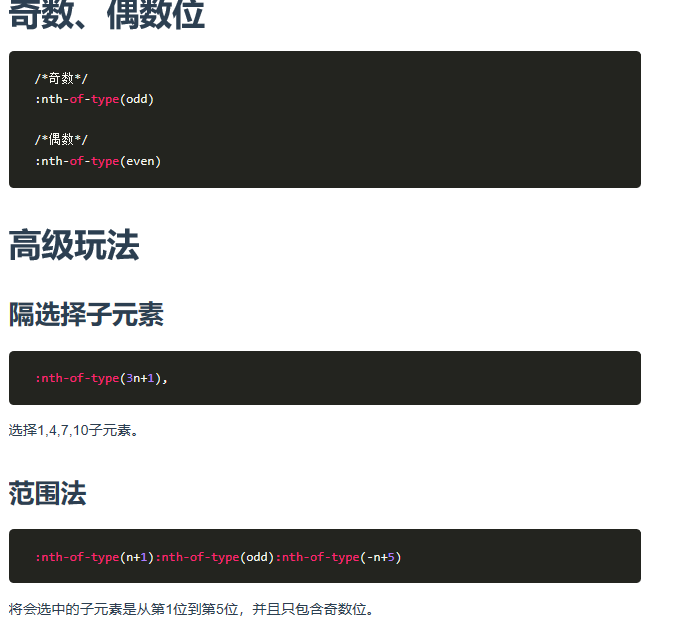 奇数、偶数位
/*奇数*/
:nth-of-type(odd)
/*偶数*/
:nth-of-type(even)
高级玩法
隔选择子元素
:nth-of-type(3n+1),
选择1,4,7,10子元素。
范围法
:nth-of-type(n+1):nth-of-type(odd):nth-of-type(-n+5)
将会选中的子元素是从第1位到第5位，并且只包含奇数位。